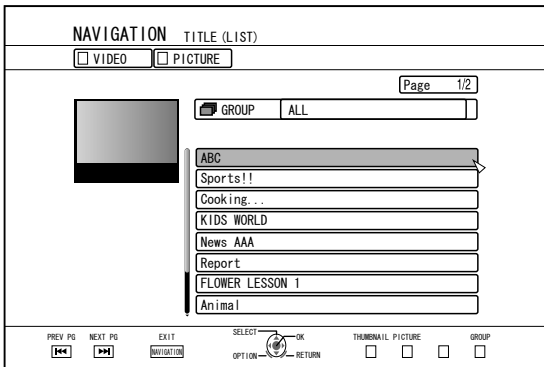 NAVIGATION TITLE (LIST)
VIDEO PICTURE
Page 1/2
GROUP ALL
ABC
Sports!!
Cooking...
KIDS WORLD
News AAA
Report
FLOWER LESSON 1
Animal
PREV PG NEXT PG EXIT SELECT OK THUMBNAIL PICTURE GROUP
NAVIGATION OPTION RETURN